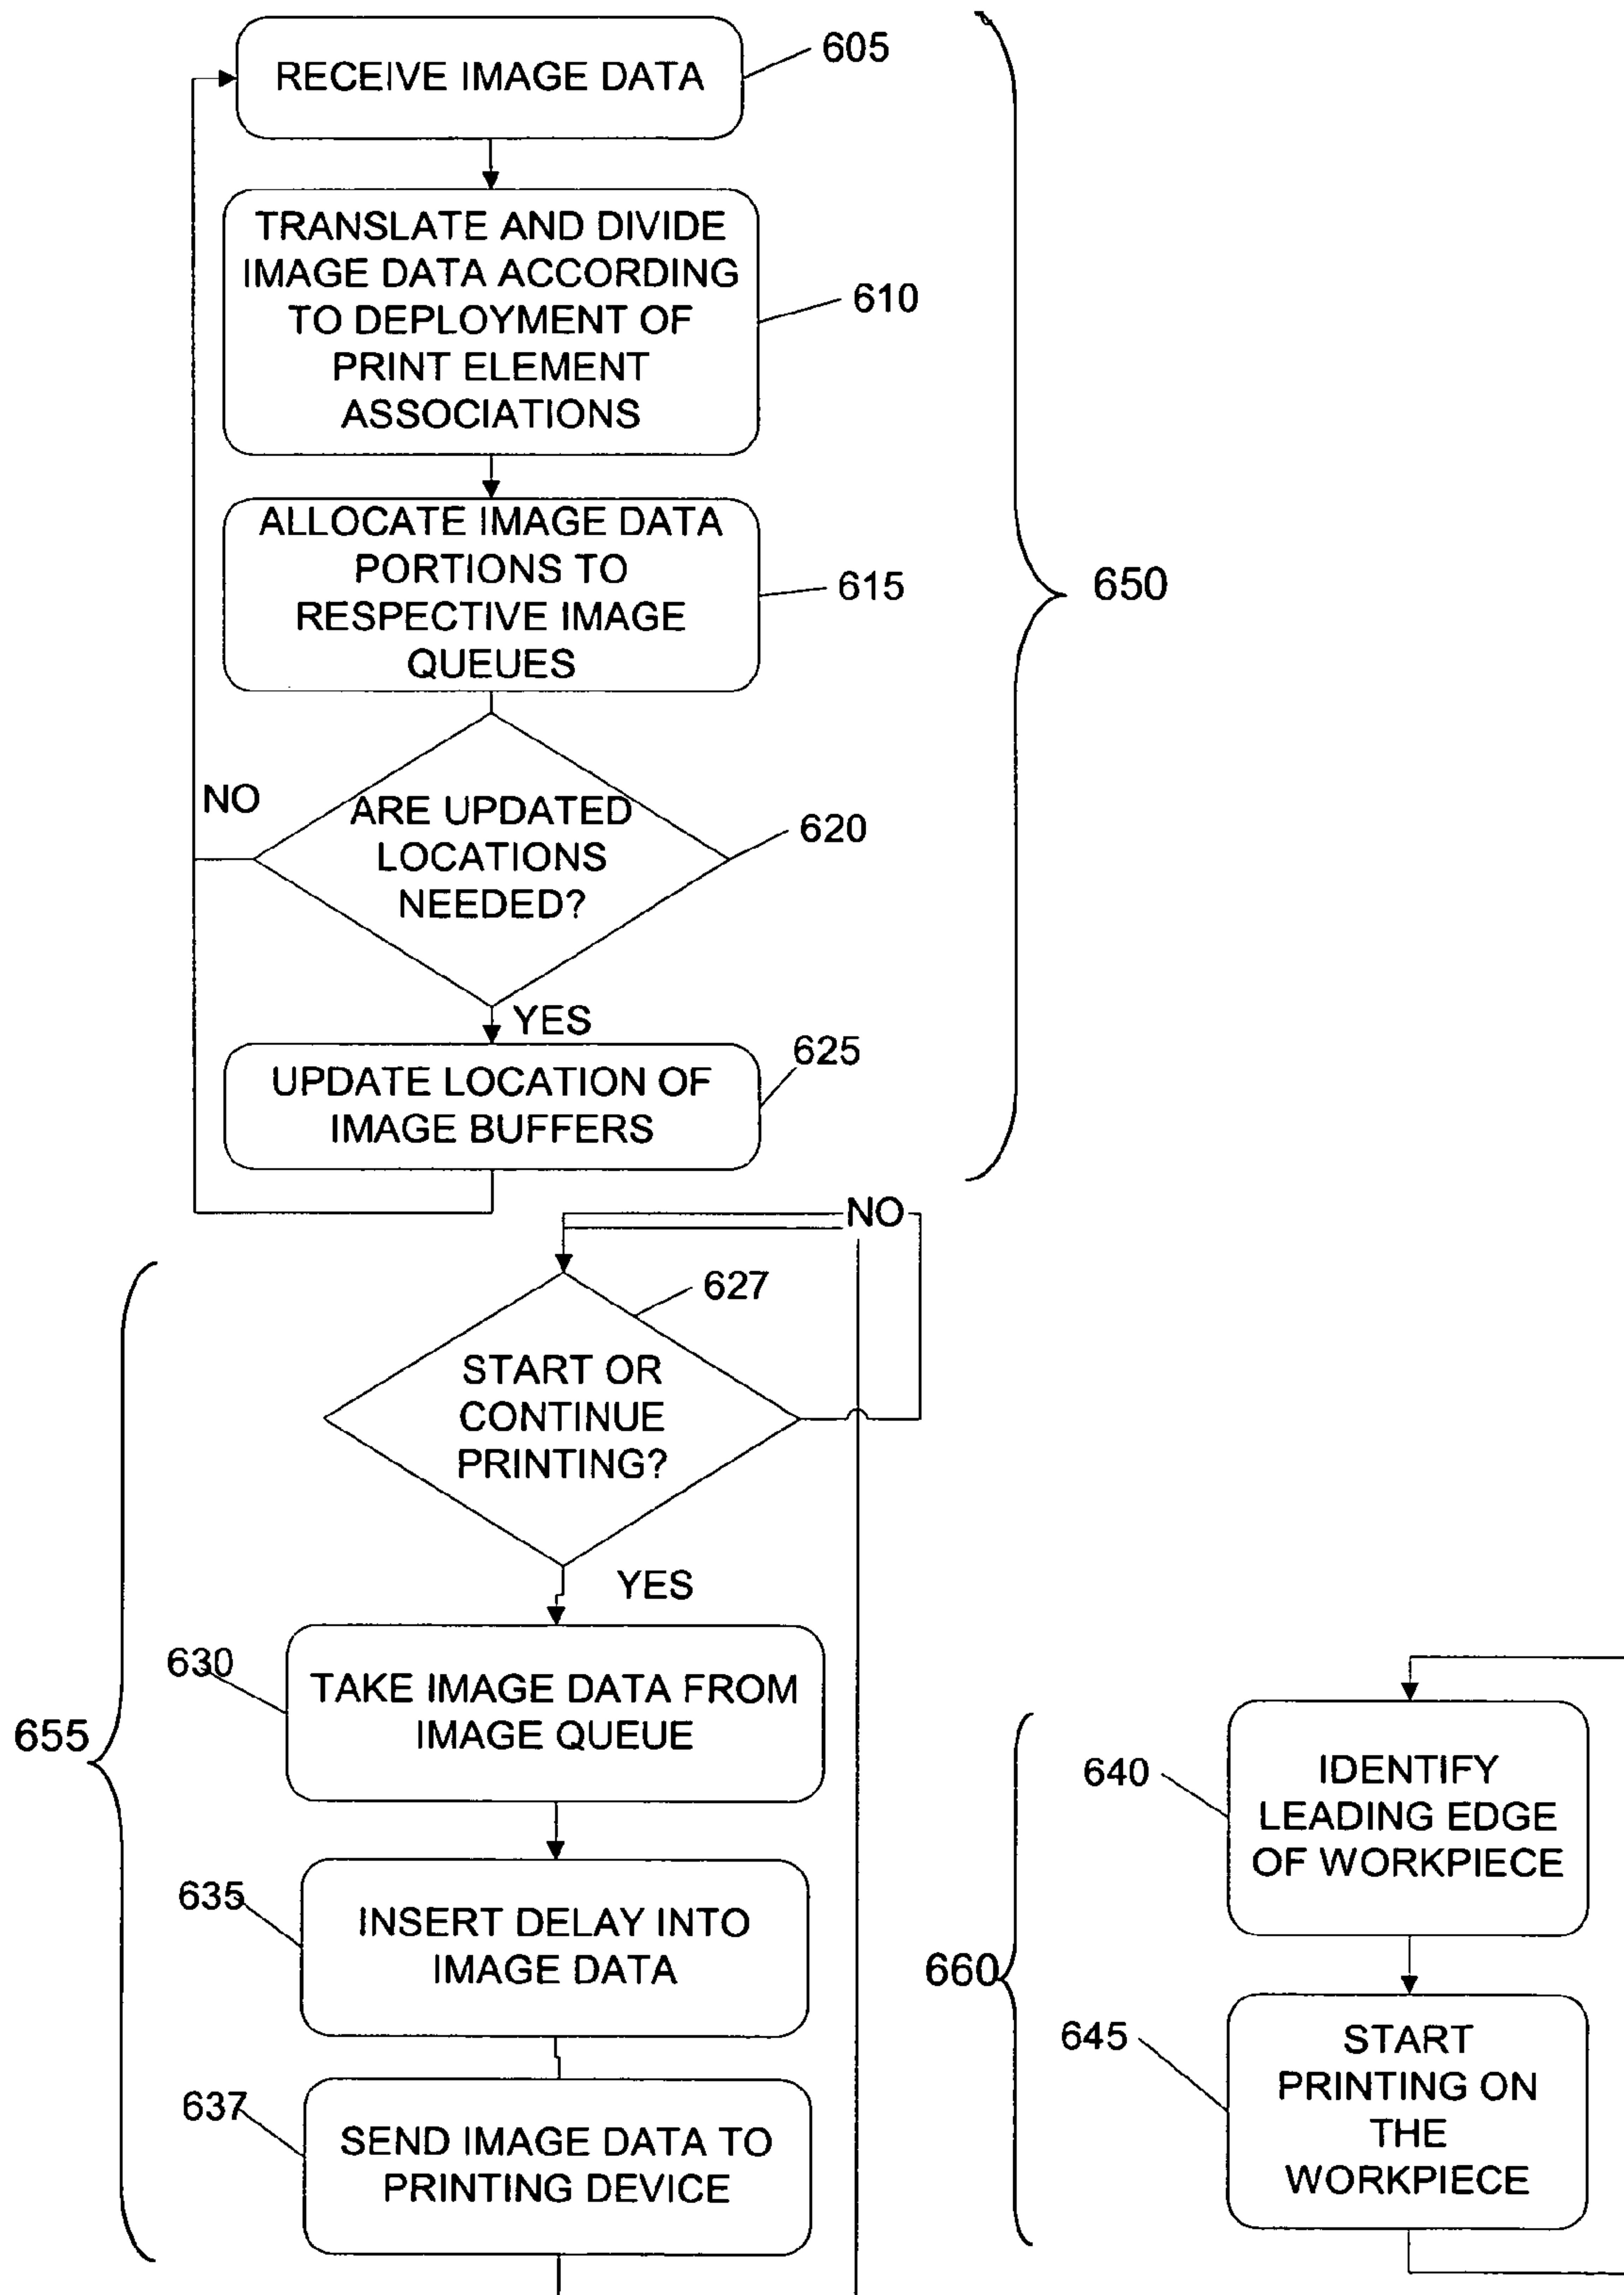 RECEIVE IMAGE DATA
605
TRANSLATE AND DIVIDE
IMAGE DATA ACCORDING
TO DEPLOYMENT OF
PRINT ELEMENT
ASSOCIATIONS
610
ALLOCATE IMAGE DATA
PORTIONS TO
RESPECTIVE IMAGE
QUEUES
615
650
NO
ARE UPDATED
LOCATIONS
NEEDED?
620
YES
UPDATE LOCATION OF
IMAGE BUFFERS
625
NO
627
START OR
CONTINUE
PRINTING?
YES
630
TAKE IMAGE DATA FROM
IMAGE QUEUE
655
635
INSERT DELAY INTO
IMAGE DATA
637
SEND IMAGE DATA TO
PRINTING DEVICE
640
IDENTIFY
LEADING EDGE
OF WORKPIECE
660
645
START
PRINTING ON
THE
WORKPIECE